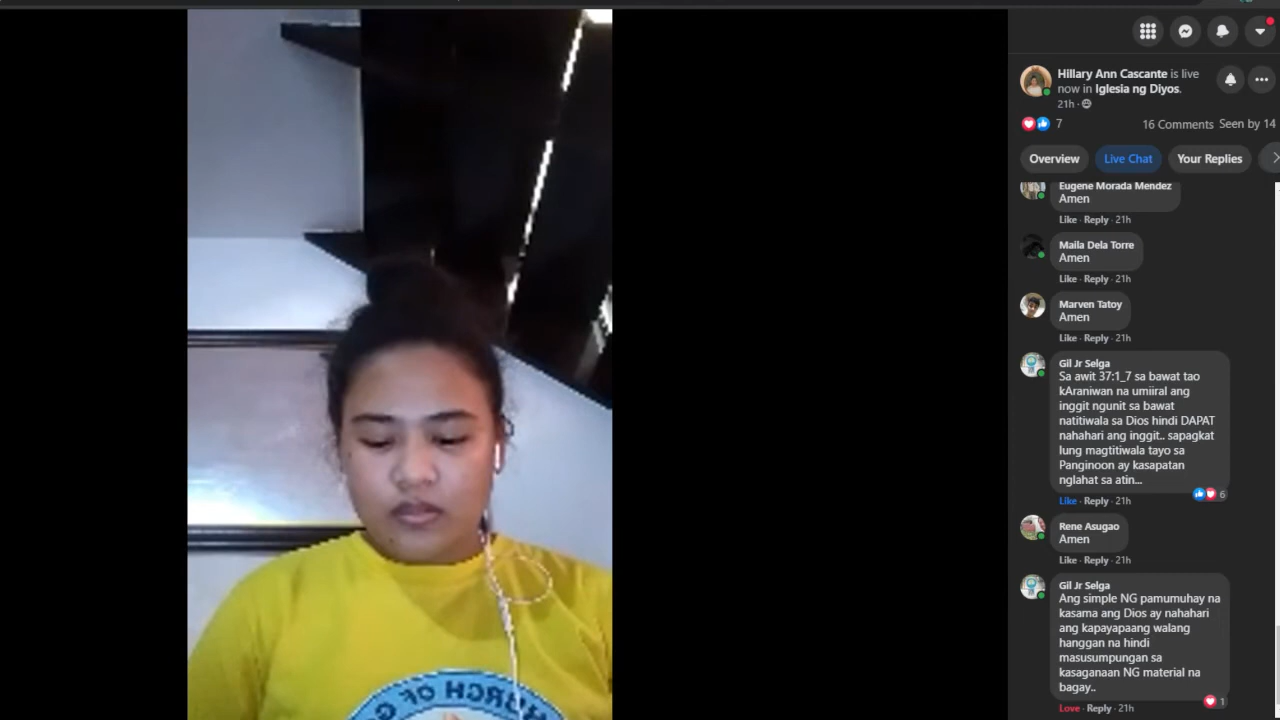 Hillary Ann Cascante is live
now in Iglesia ng Diyos.
21h
7
16 Comments Seen by 14
Overview
Live Chat
Your Replies
Eugene Morada Mendez
Amen
Like · Reply · 21h
Maila Dela Torre
Amen
Like · Reply · 21h
Marven Tatoy
Amen
Like · Reply · 21h
Gil Jr Selga
Sa awit 37:1_7 sa bawat tao
kAraniwan na umiiral ang
inggit ngunit sa bawat
natitiwala sa Dios hindi DAPAT
nahahari ang inggit.. sapagkat
lung magtitiwala tayo sa
Panginoon ay kasapatan
nglahat sa atin...
6
Like · Reply · 21h
Rene Asugao
Amen
Like · Reply · 21h
Gil Jr Selga
Ang simple NG pamumuhay na
kasama ang Dios ay nahahari
ang kapayapaang walang
hanggan na hindi
masusumpungan sa
kasaganaan NG material na
bagay..
1
Love · Reply · 21h
CHURCH OF G